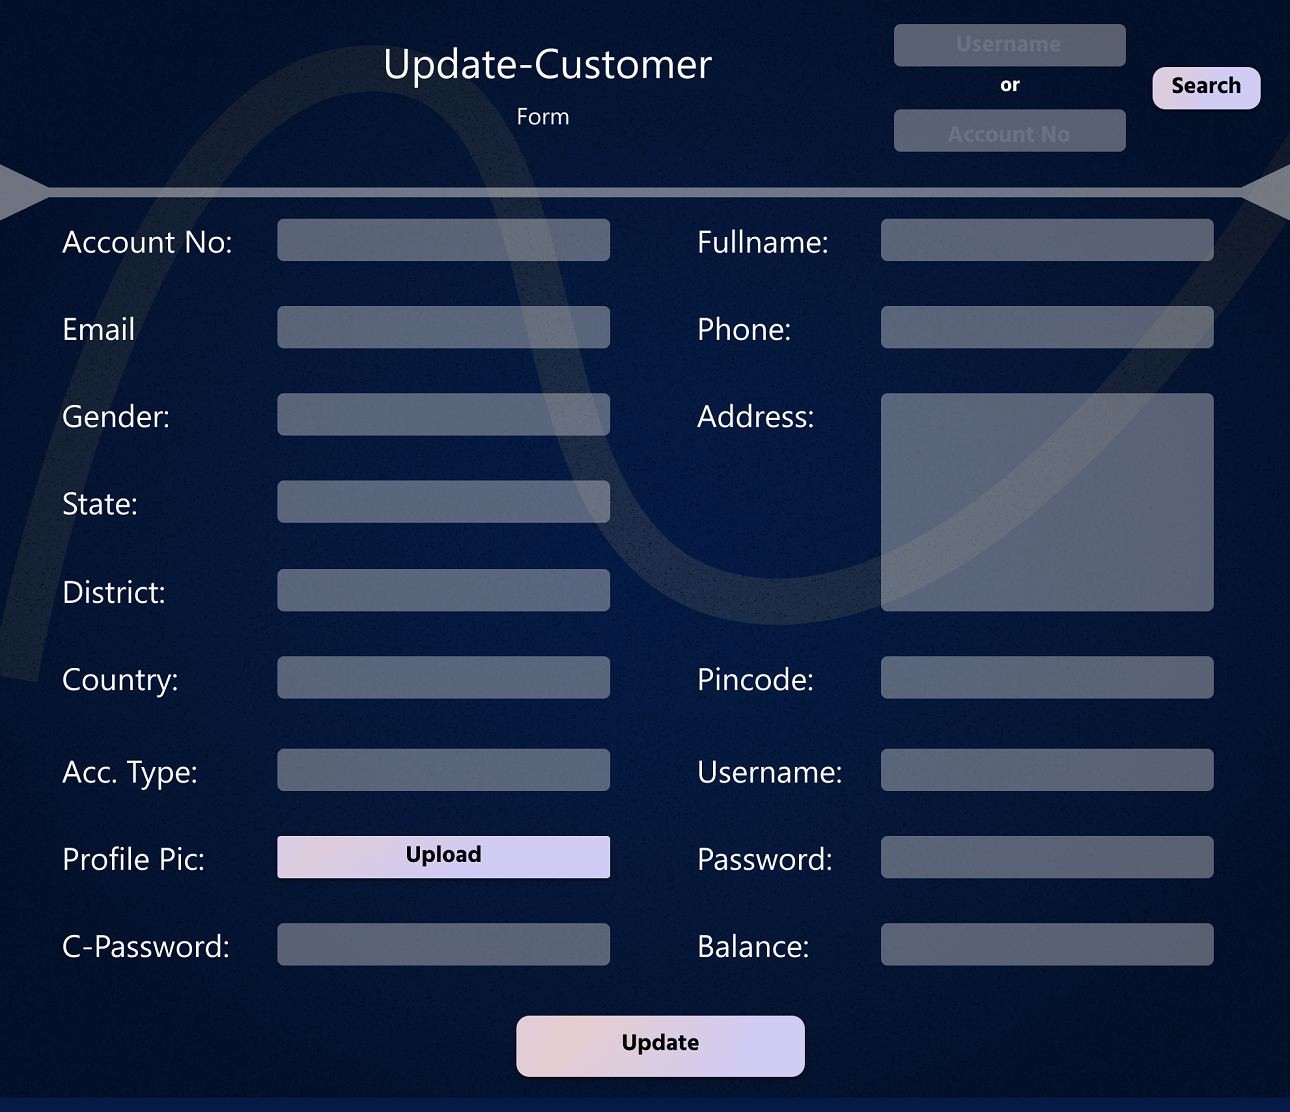 Update-Customer
Form
Username
or
Account No
Search
Account No:
Fullname:
Email
Phone:
Gender:
Address:
State:
District:
Country:
Pincode:
Acc. Type:
Username:
Profile Pic:
Upload
Password:
C-Password:
Balance:
Update